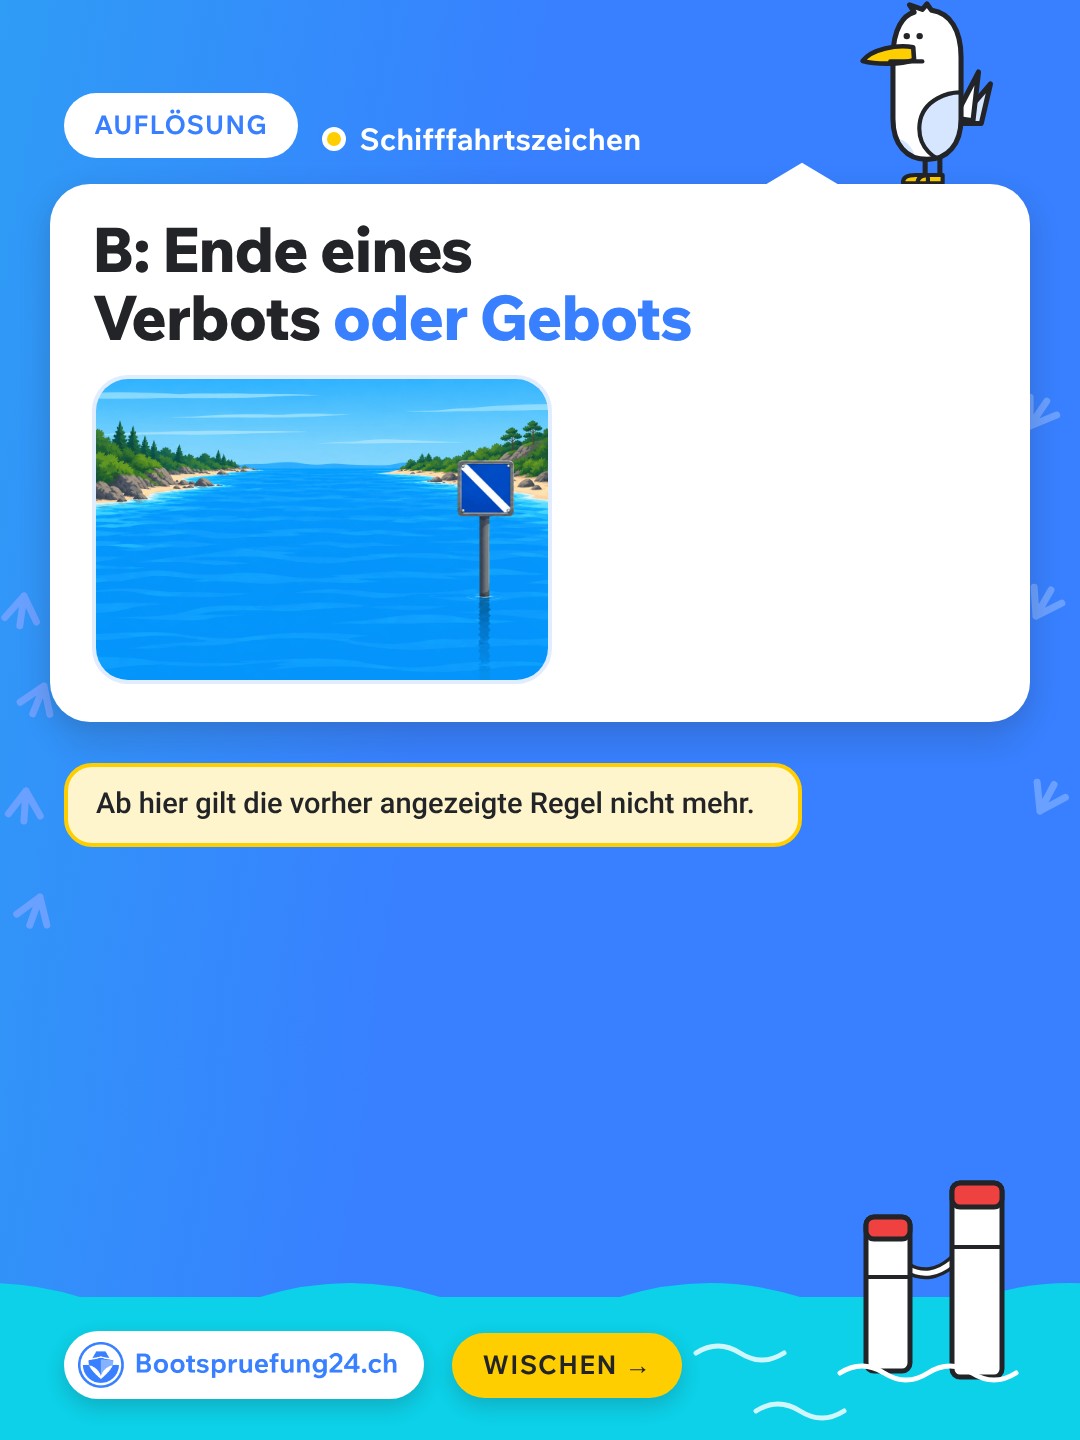 AUFLÖSUNG
Schifffahrtszeichen
B: Ende eines
Verbots oder Gebots
Ab hier gilt die vorher angezeigte Regel nicht mehr.
Bootspruefung24.ch
WISCHEN →